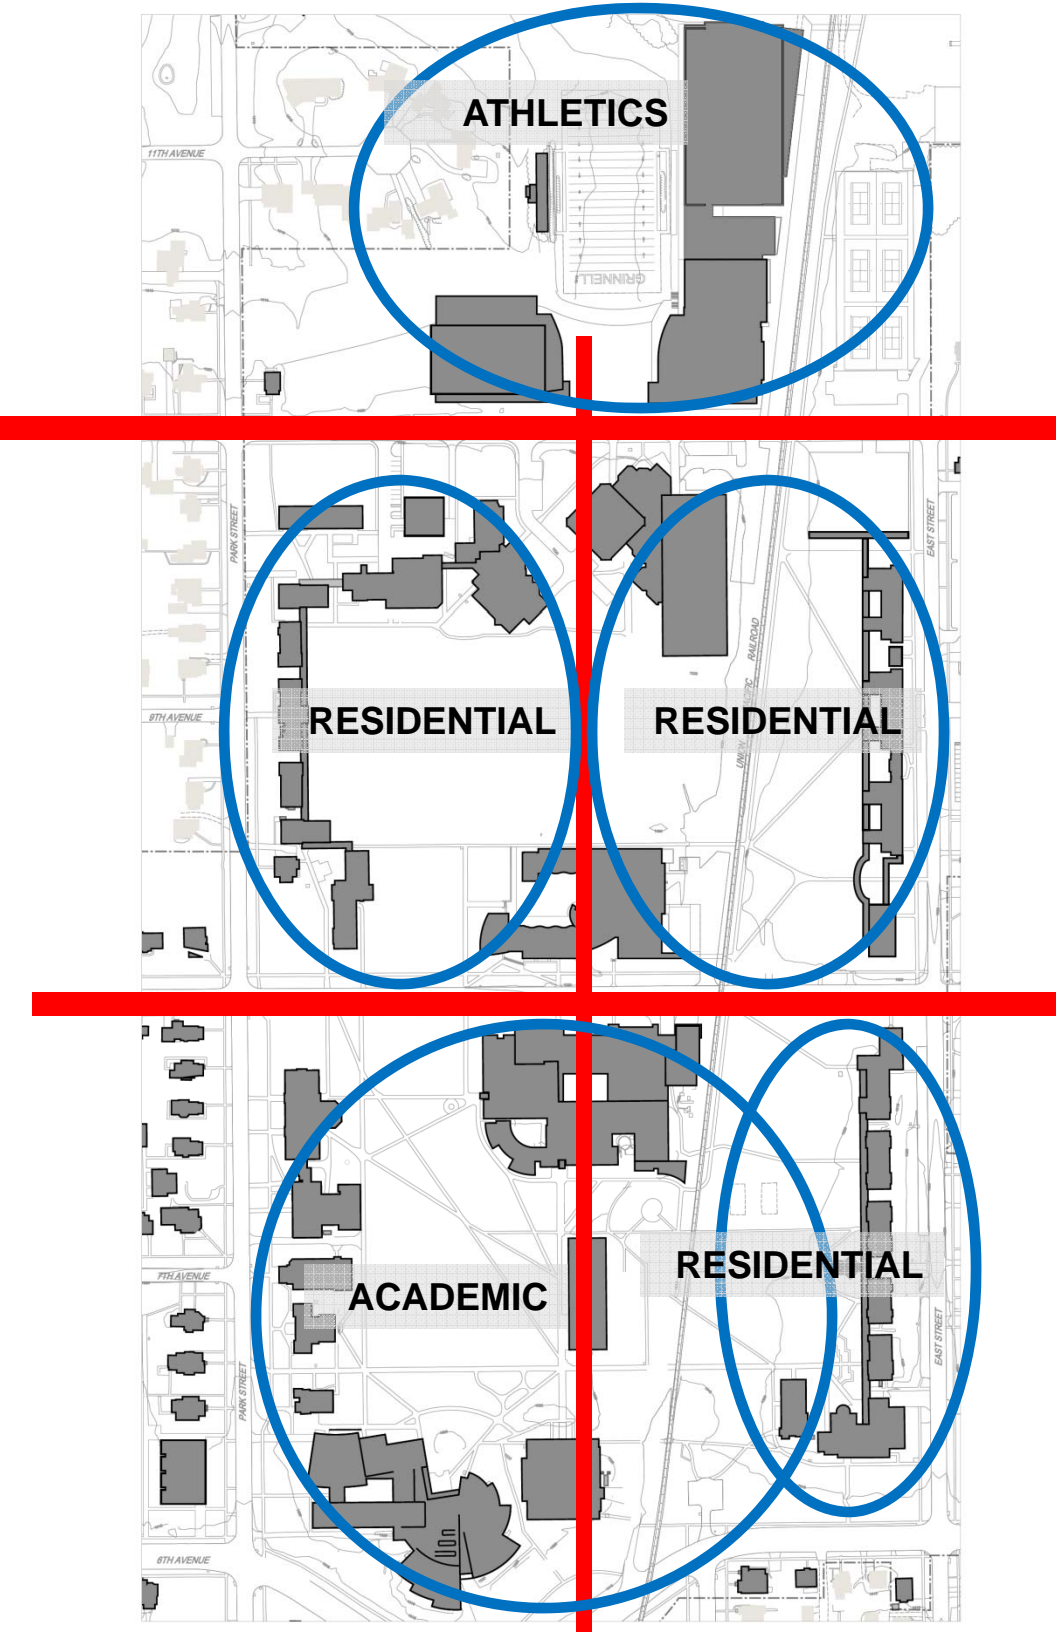 ATHLETICS
11TH AVENUE
GRINNELL
PARK STREET
EAST STREET
UNION PACIFIC RAILROAD
RESIDENTIAL
RESIDENTIAL
9TH AVENUE
RESIDENTIAL
7TH AVENUE
ACADEMIC
PARK STREET
EAST STREET
6TH AVENUE